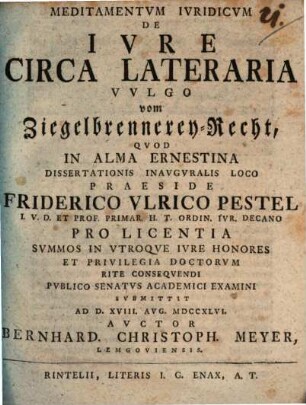 MEDITAMENTVM IVRIDICVM
DE
IVRE
CIRCA LATERARIA
VVLGO
vom
Ziegelbrennerey-Recht,
QVOD
IN ALMA ERNESTINA
DISSERTATIONIS INAVGVRALIS LOCO
PRAESIDE
FRIDERICO VLRICO PESTEL
I. V. D. ET PROF. PRIMAR. H. T. ORDIN. IVR. DECANO
PRO LICENTIA
SVMMOS IN VTROQVE IVRE HONORES
ET PRIVILEGIA DOCTORVM
RITE CONSEQVENDI
PVBLICO SENATVS ACADEMICI EXAMINI
SVBMITTIT
AD D. XVIII. AVG. MDCCXLVI.
AVCTOR
BERNHARD. CHRISTOPH. MEYER,
LEMGOVIENSIS.
RINTELII, LITERIS I. G. ENAX, A. T.